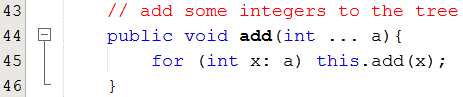 43 // add some integers to the tree
44 public void add(int ... a){
45 for (int x: a) this.add(x);
46 }